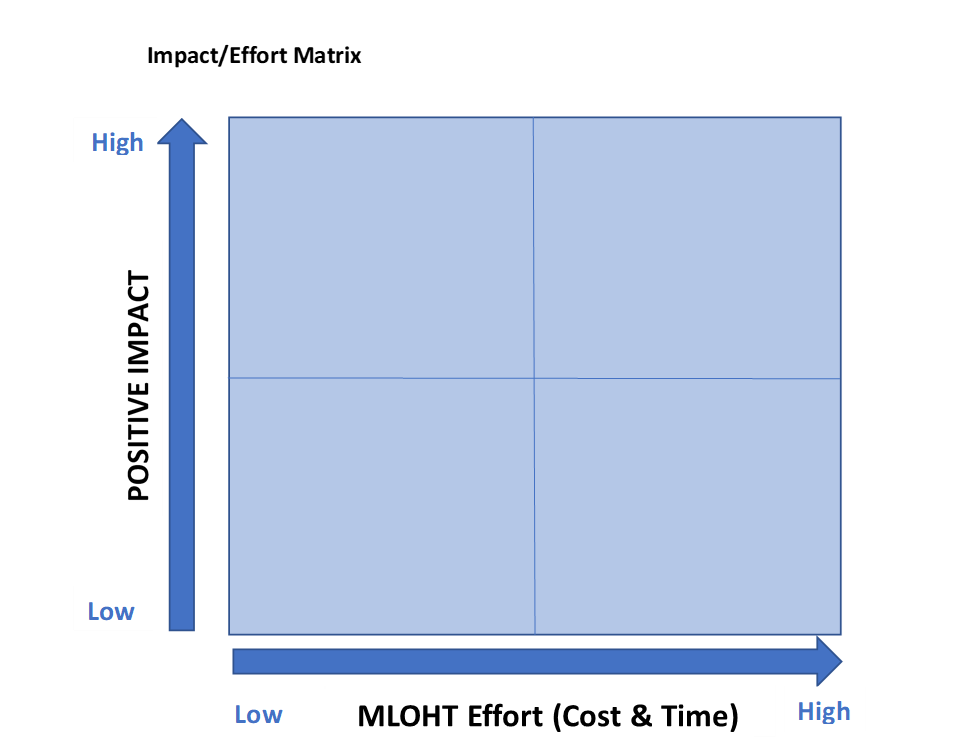 Impact/Effort Matrix
High
POSITIVE IMPACT
Low
Low
MLOHT Effort (Cost & Time)
High